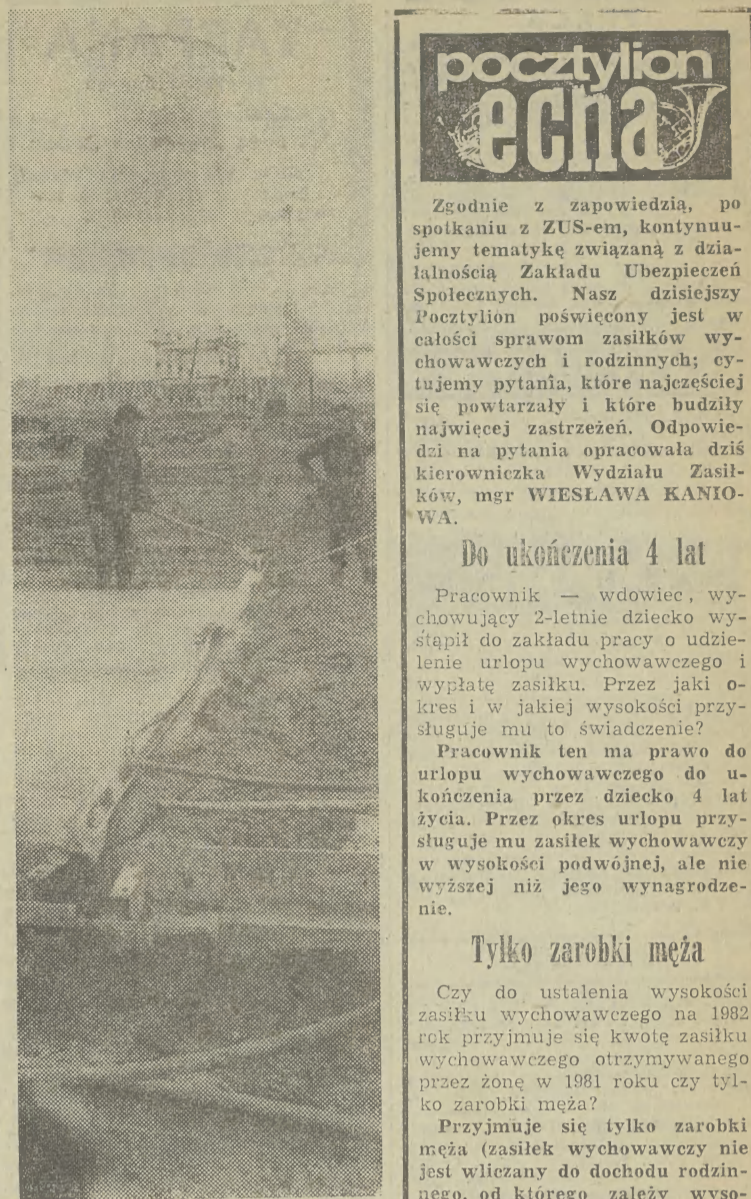 pocztylion
echa
Zgodnie z zapowiedzią, po
spotkaniu z ZUS-em, kontynuu-
jemy tematykę związaną z dzia-
łalnością Zakładu Ubezpieczeń
Społecznych. Nasz dzisiejszy
Pocztylion poświęcony jest w
całości sprawom zasiłków wy-
chowawczych i rodzinnych; cy-
tujemy pytania, które najczęściej
się powtarzały i które budziły
najwięcej zastrzeżeń. Odpowie-
dzi na pytania opracowała dziś
kierowniczka Wydziału Zasił-
ków, mgr WIESŁAWA KANIO-
WA.
Do ukończenia 4 lat
Pracownik — wdowiec, wy-
chowujący 2-letnie dziecko wy-
stąpił do zakładu pracy o udzie-
lenie urlopu wychowawczego i
wypłatę zasiłku. Przez jaki o-
kres i w jakiej wysokości przy-
sługuje mu to świadczenie?
Pracownik ten ma prawo do
urlopu wychowawczego do u-
kończenia przez dziecko 4 lat
życia. Przez okres urlopu przy-
sługuje mu zasiłek wychowawczy
w wysokości podwójnej, ale nie
wyższej niż jego wynagrodze-
nie.
Tylko zarobki męża
Czy do ustalenia wysokości
zasiłku wychowawczego na 1982
rok przyjmuje się kwotę zasiłku
wychowawczego otrzymywanego
przez żonę w 1981 roku czy tyl-
ko zarobki męża?
Przyjmuje się tylko zarobki
męża (zasiłek wychowawczy nie
jest wliczany do dochodu rodzin-
nego, od którego zależy wyso-